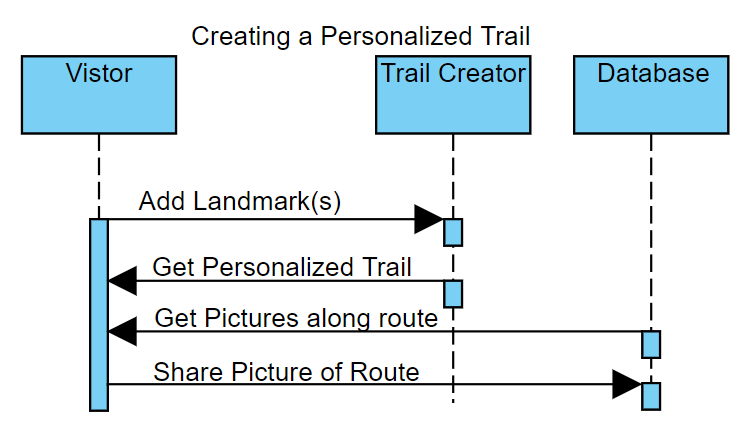 Creating a Personalized Trail
Vistor
Trail Creator
Database
Add Landmark(s)
Get Personalized Trail
Get Pictures along route
Share Picture of Route